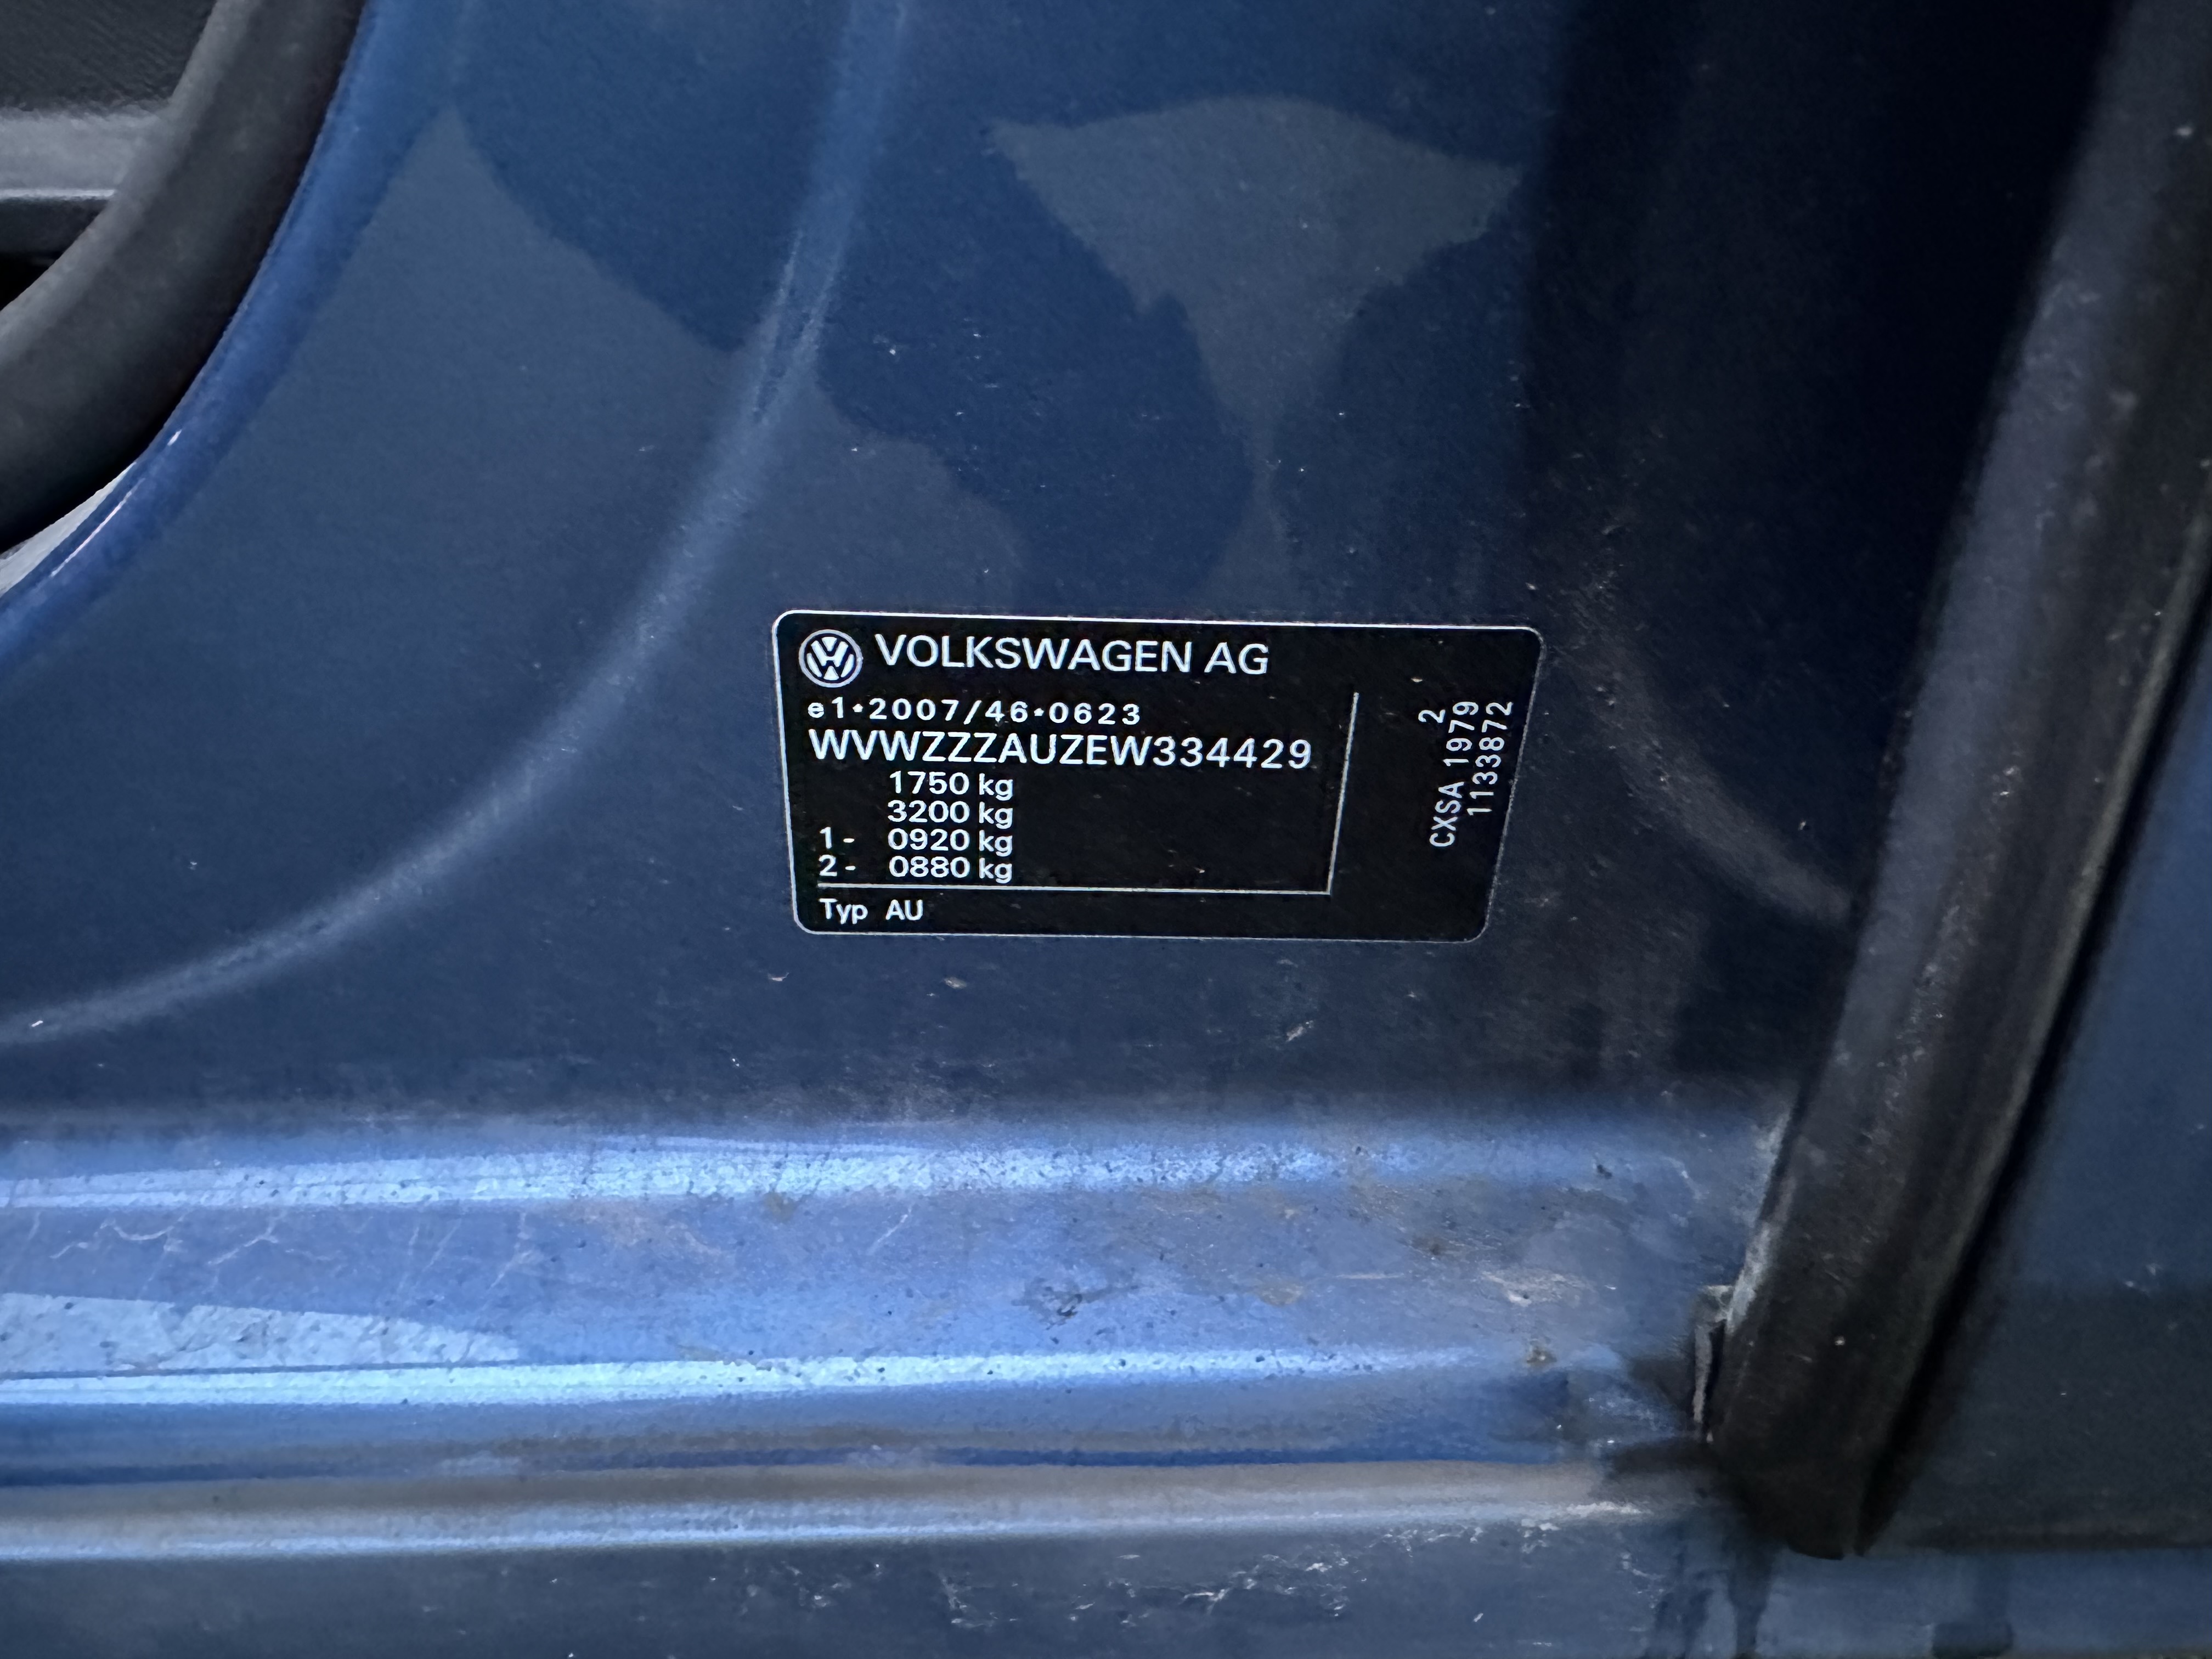 VOLKSWAGEN AG
e1*2007/46*0623
WVWZZZAUZEW334429
1750 kg
3200 kg
1- 0920 kg
2- 0880 kg
Typ AU
2
CXSA 1979
1133872